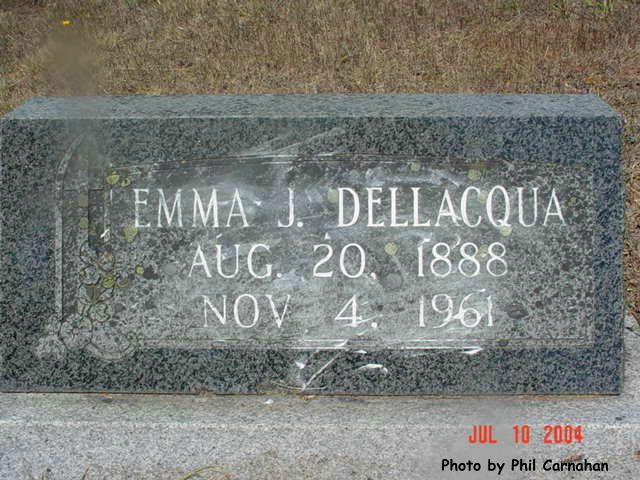 EMMA J. DELLACQUA
AUG. 20, 1888
NOV. 4, 1961
JUL 10 2004
Photo by Phil Carnahan